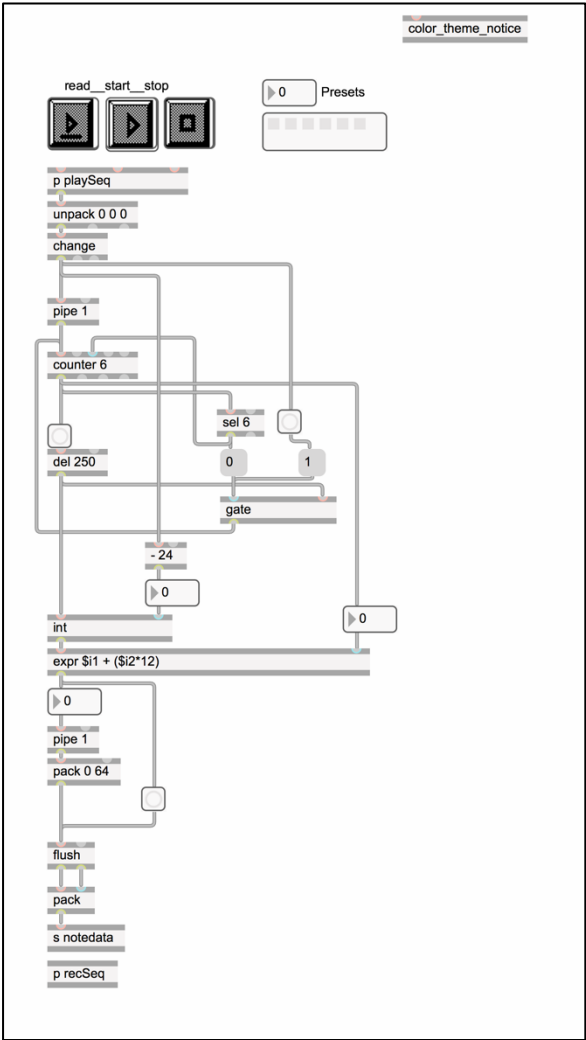 color_theme_notice
read__start__stop
0
Presets
p playSeq
unpack 0 0 0
change
pipe 1
counter 6
sel 6
del 250
0
1
gate
- 24
0
0
int
expr $i1 + ($i2*12)
0
pipe 1
pack 0 64
flush
pack
s notedata
p recSeq